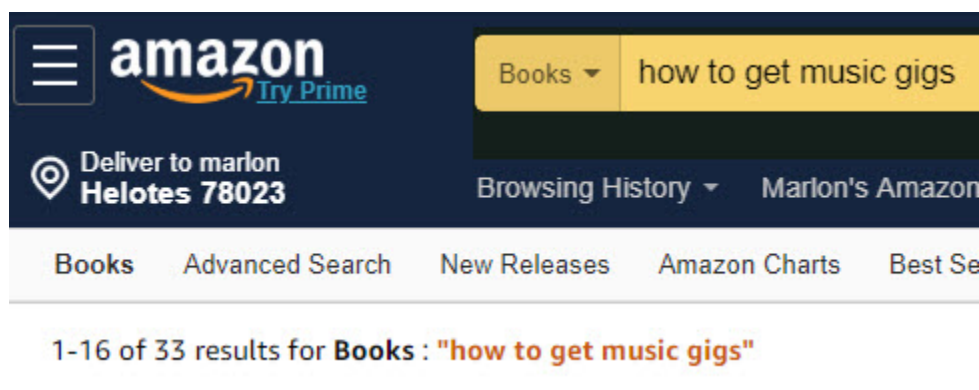 amazon
Try Prime
Books
how to get music gigs
Deliver to marlon
Helotes 78023
Browsing History
Marlon's Amazon
Books
Advanced Search
New Releases
Amazon Charts
Best Se
1-16 of 33 results for Books : "how to get music gigs"